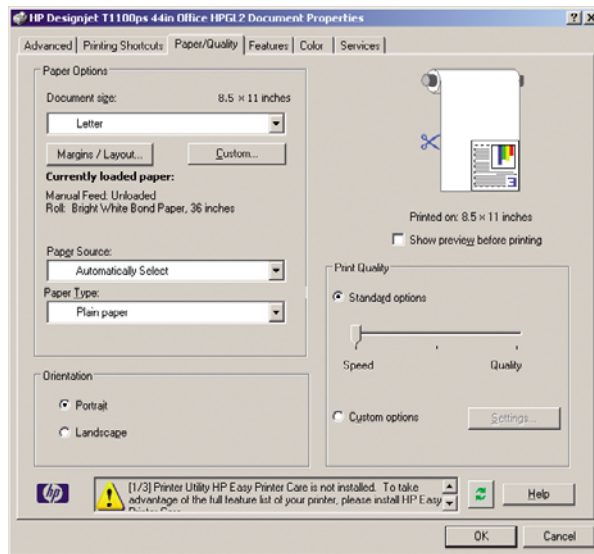 HP Designjet T1100ps 44in Office HPGL2 Document Properties
Advanced Printing Shortcuts Paper/Quality Features Color Services
Paper Options
Document size: 8.5 × 11 inches
Letter
Margins / Layout... Custom...
Currently loaded paper:
Manual Feed: Unloaded
Roll: Bright White Bond Paper, 36 inches
Paper Source:
Automatically Select
Paper Type:
Plain paper
Orientation
Portrait
Landscape
3
Printed on: 8.5 × 11 inches
Show preview before printing
Print Quality
Standard options
Speed Quality
Custom options Settings...
hp
[1/3] Printer Utility HP Easy Printer Care is not installed. To take
advantage of the full feature list of your printer, please install HP Easy
Printer Care
Help
OK Cancel